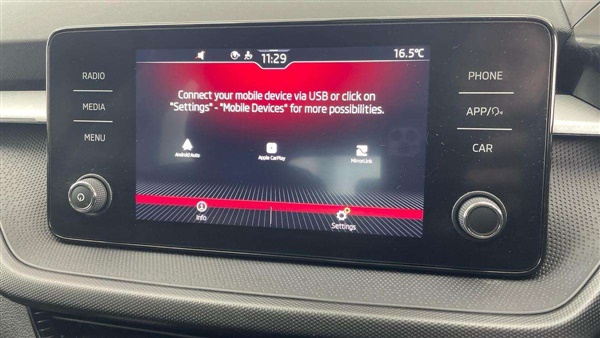 11:29
16.5°C
RADIO
MEDIA
MENU
Connect your mobile device via USB or click on
"Settings" - "Mobile Devices" for more possibilities.
Android Auto
Apple CarPlay
MirrorLink
Info
Settings
PHONE
APP/
CAR